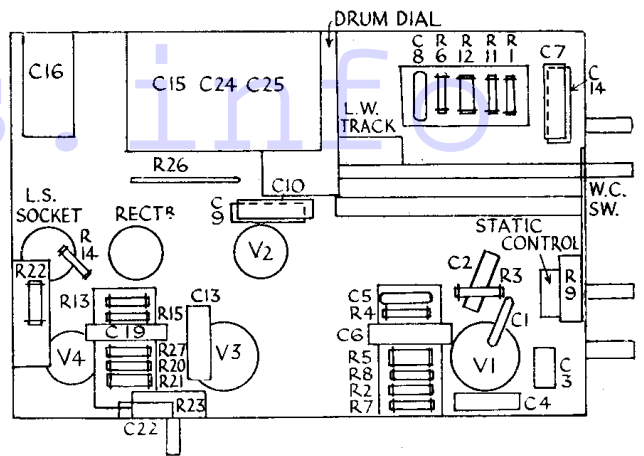 DRUM DIAL
C 8
R 6
R 12
R 11
R 1
C7
C 14
C16
C15 C24 C25
L.W. TRACK
R26
C10
C 9
W.C. SW.
L.S. SOCKET
RECTR
R 14
V2
STATIC CONTROL
R22
C2
R3
R 9
R13
R15
C13
C5
R4
C1
C19
C6
V4
R27
R20
R21
V3
R5
R8
R2
R7
V1
C 3
R23
C22
C4
s.info